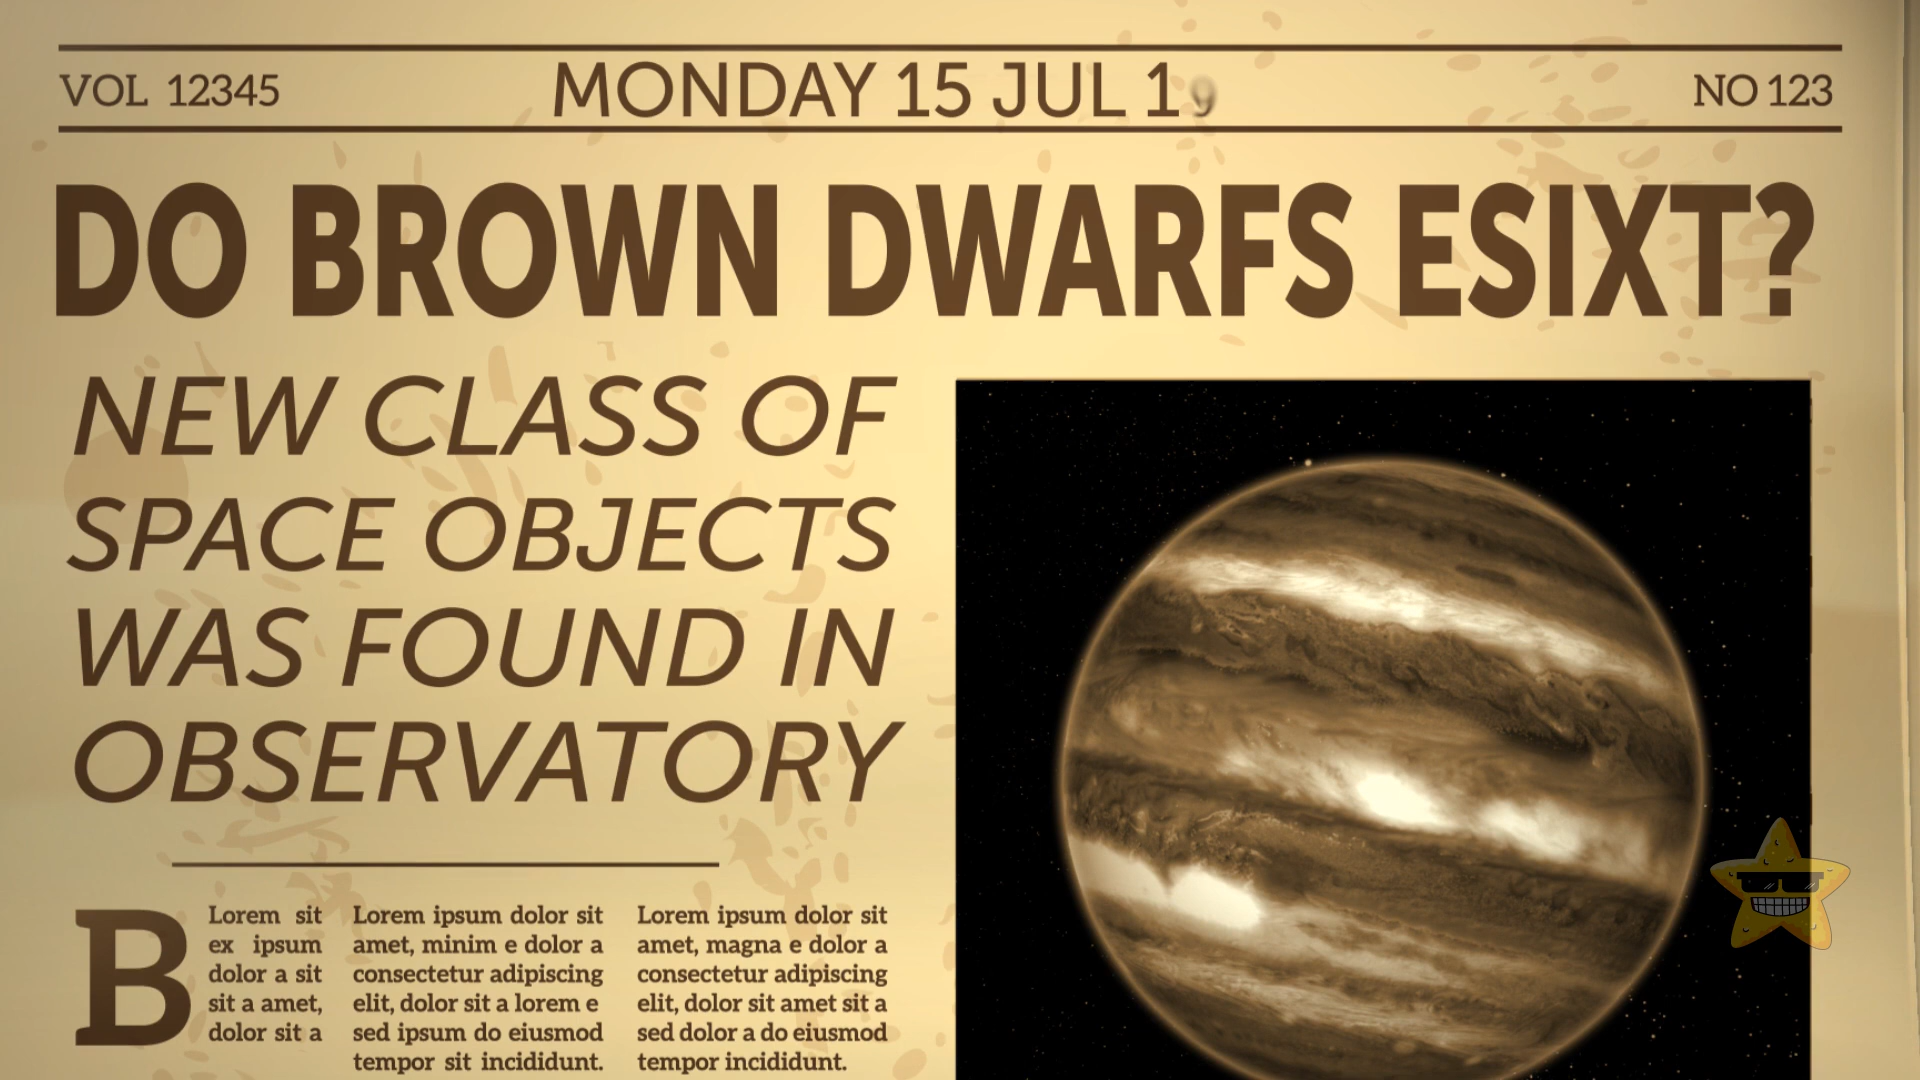 VOL 12345
MONDAY 15 JUL 19
NO 123
DO BROWN DWARFS ESIXT?
NEW CLASS OF
SPACE OBJECTS
WAS FOUND IN
OBSERVATORY
B
Lorem sit
ex ipsum
dolor a sit
sit a amet,
dolor sit a
Lorem ipsum dolor sit
amet, minim e dolor a
consectetur adipiscing
elit, dolor sit a lorem e
sed ipsum do eiusmod
tempor sit incididunt.
Lorem ipsum dolor sit
amet, magna e dolor a
consectetur adipiscing
elit, dolor sit amet sit a
sed dolor a do eiusmod
tempor incididunt.